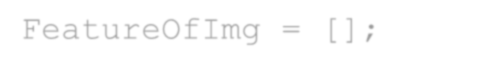 FeatureOfImg = [];